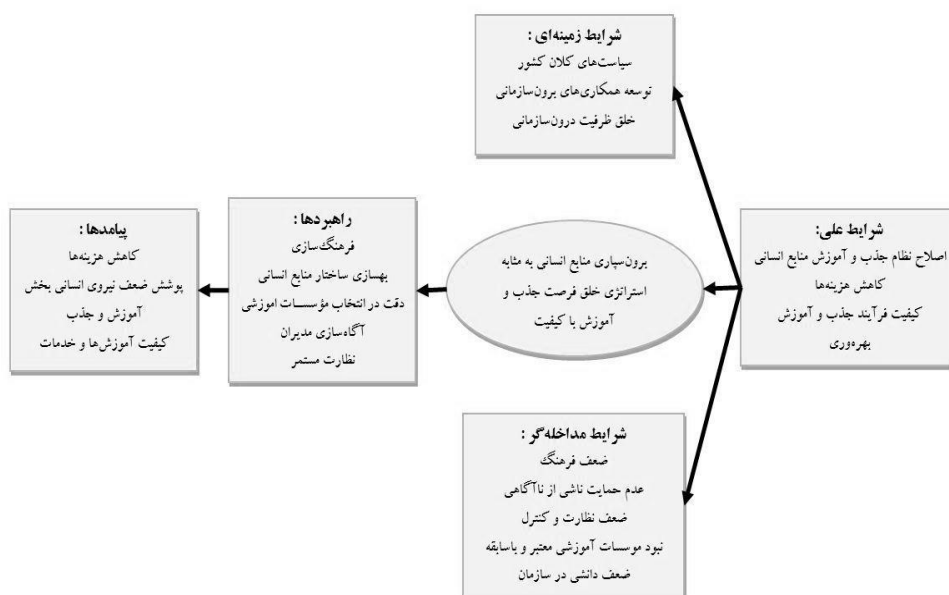 شرایط زمینه‌ای :
سیاست‌های کلان کشور
توسعه همکاری‌های برون‌سازمانی
خلق ظرفیت درون‌سازمانی
شرایط علی:
اصلاح نظام جذب و آموزش منابع انسانی
کاهش هزینه‌ها
کیفیت فرآیند جذب و آموزش
بهره‌وری
برون‌سپاری منابع انسانی به مثابه
استراتژی خلق فرصت جذب و
آموزش با کیفیت
راهبردها :
فرهنگ‌سازی
بهسازی ساختار منابع انسانی
دقت در انتخاب مؤسسات اموزشی
آگاه‌سازی مدیران
نظارت مستمر
پیامدها :
کاهش هزینه‌ها
پوشش ضعف نیروی انسانی بخش
آموزش و جذب
کیفیت آموزش‌ها و خدمات
شرایط مداخله‌گر :
ضعف فرهنگ
عدم حمایت ناشی از ناآگاهی
ضعف نظارت و کنترل
نبود موسسات آموزشی معتبر و باسابقه
ضعف دانشی در سازمان